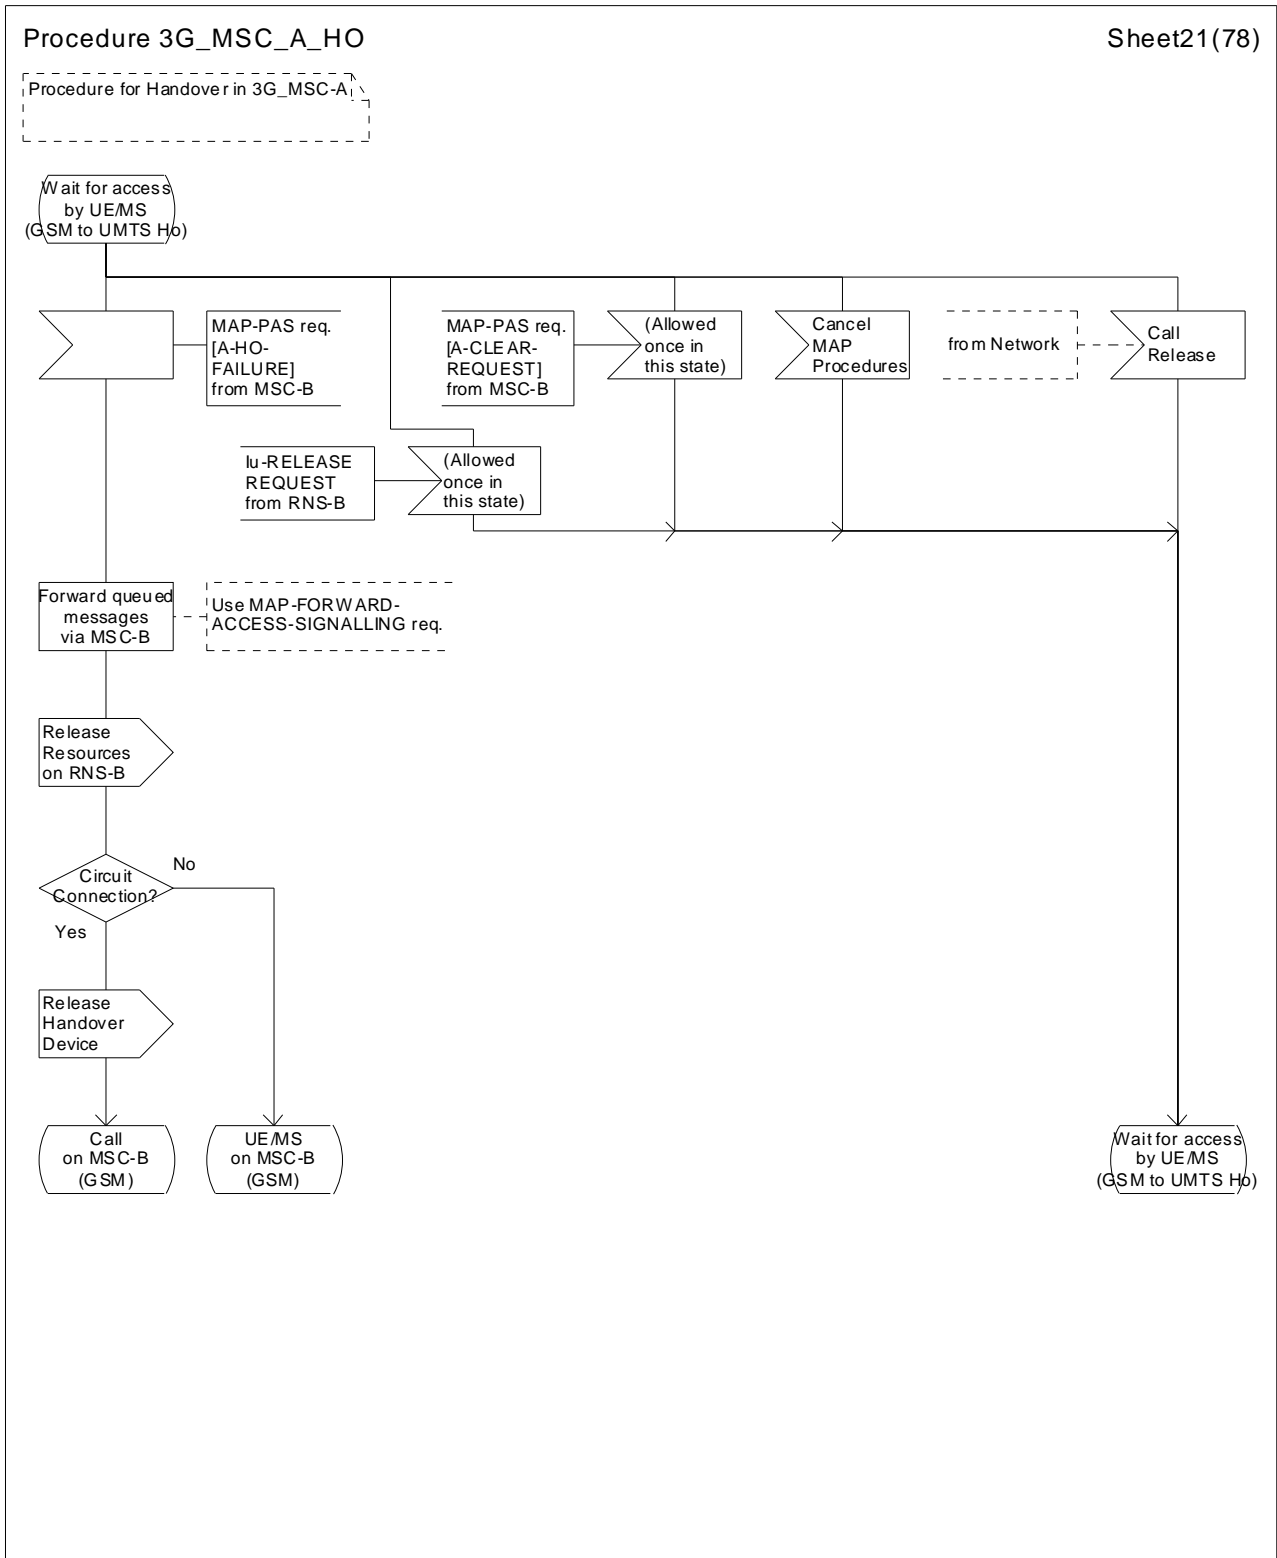 Procedure 3G_MSC_A_HO
Sheet21(78)
Procedure for Handover in 3G_MSC-A
Wait for access
by UE/MS
(GSM to UMTS Ho)
MAP-PAS req.
[A-HO-
FAILURE]
from MSC-B
MAP-PAS req.
[A-CLEAR-
REQUEST]
from MSC-B
(Allowed
once in
this state)
Cancel
MAP
Procedures
from Network
Call
Release
Iu-RELEASE
REQUEST
from RNS-B
(Allowed
once in
this state)
Forward queued
messages
via MSC-B
Use MAP-FORWARD-
ACCESS-SIGNALLING req.
Release
Resources
on RNS-B
Circuit
Connection?
No
Yes
Release
Handover
Device
Call
on MSC-B
(GSM)
UE/MS
on MSC-B
(GSM)
Wait for access
by UE/MS
(GSM to UMTS Ho)